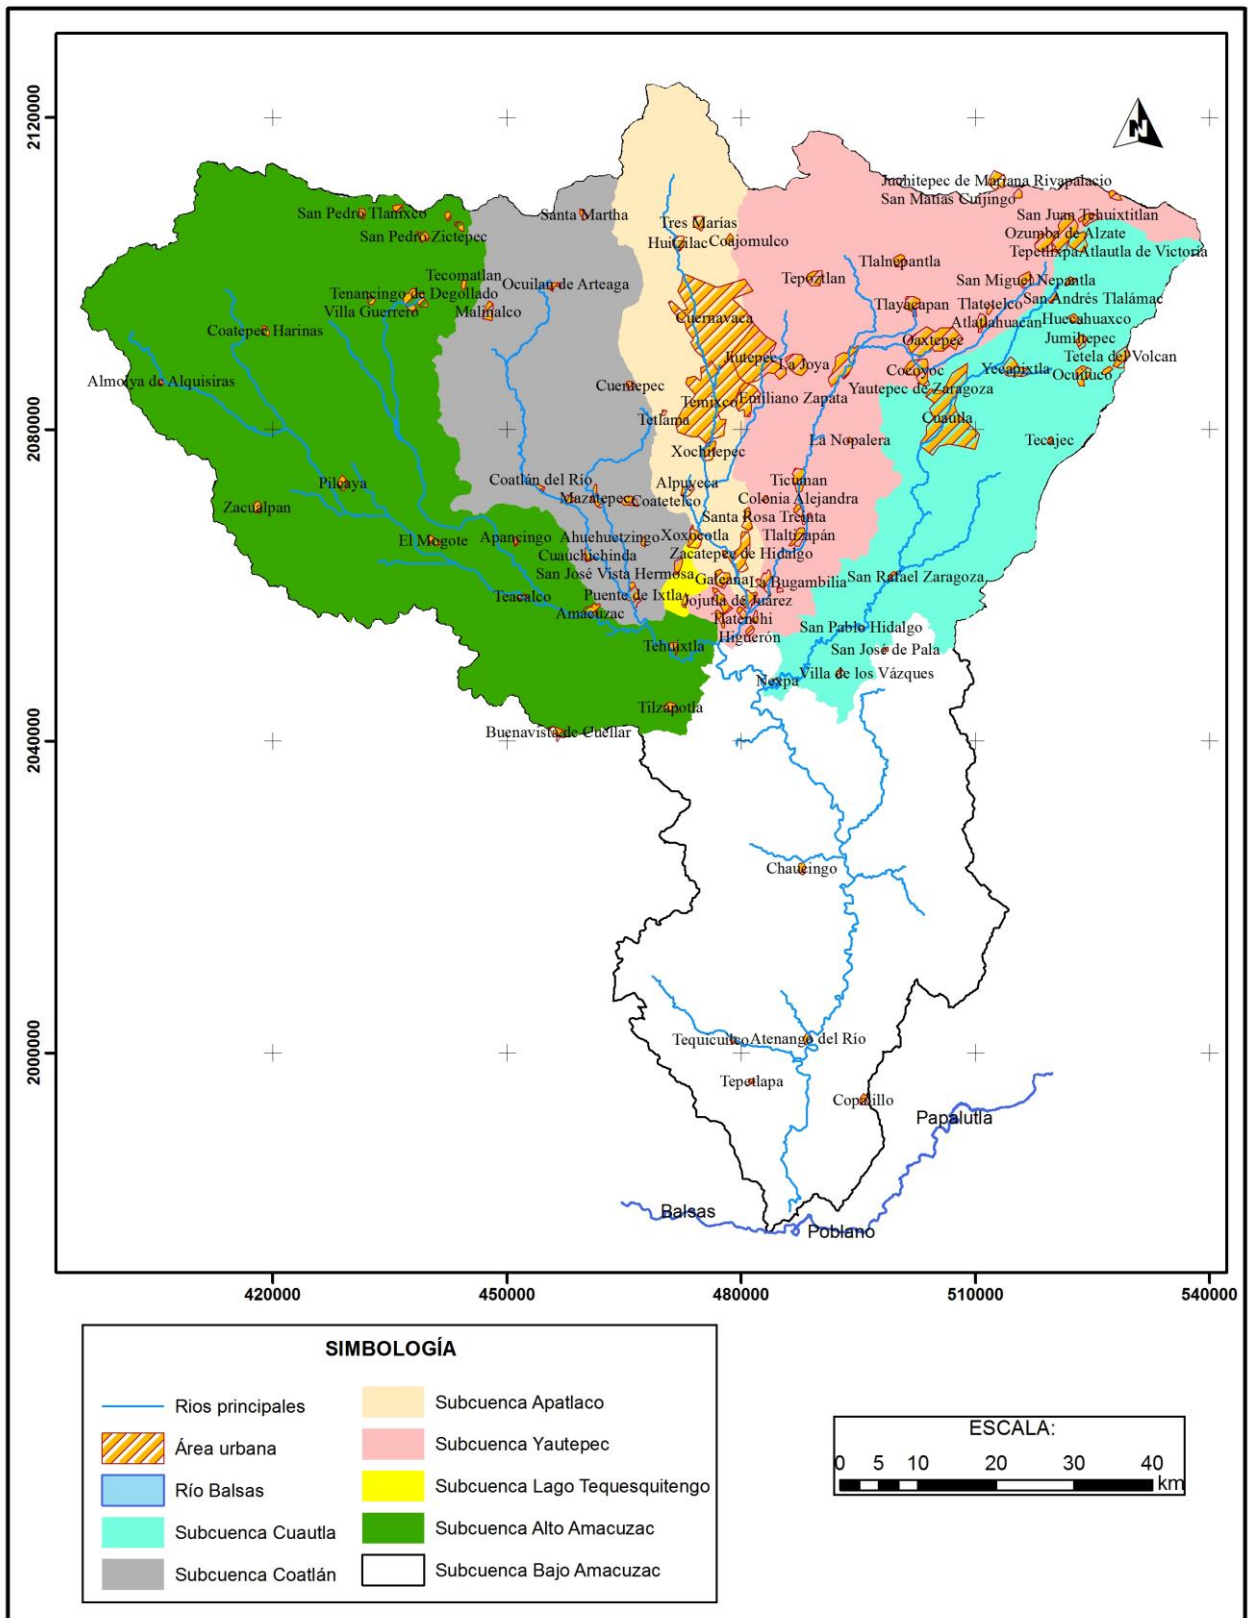 2120000
2080000
2040000
2000000
N
Juchitepec de Mariana Rivapalacio
San Matías Cuijingo
San Pedro Tlanixco
Santa Martha
San Juan Tehuixtitlan
Tres Marías
Ozumba de Alzate
San Pedro Zictepec
Huitzilac
Coajomulco
Tepetlixpa
Atlautla de Victoria
Tlalnepantla
Tecomatlan
Ocuilan de Arteaga
Tepoztlan
San Miguel Nepantla
Tenancingo de Degollado
San Andrés Tlalámac
Villa Guerrero
Malinalco
Tlayacapan
Tlatetelco
Cuernavaca
Atlatlahuacan
Huecahuaxco
Coatepec Harinas
Oaxtepec
Jumiltepec
Jiutepec
La Joya
Tetela del Volcan
Cocoyoc
Yecapixtla
Ocuituco
Almolya de Alquisiras
Cuentepec
Yautepec de Zaragoza
Temixco
Emiliano Zapata
Tetlama
Cuautla
La Nopalera
Tecajec
Xochitepec
Coatlán del Río
Alpuyeca
Ticuman
Pilcaya
Mazatepec
Coatetelco
Colonia Alejandra
Zacualpan
Santa Rosa Treinta
El Mogote
Apancingo
Ahuehuetzingo
Xoxocotla
Tlaltizapán
Cuauchichinda
Zacatepec de Hidalgo
San José Vista Hermosa
Galeana
La Bugambilia
San Rafael Zaragoza
Teacalco
Puente de Ixtla
Jojutla de Juárez
Amacuzac
Tlatenchi
San Pablo Hidalgo
Higuerón
Tehuixtla
San José de Pala
Nexpa
Villa de los Vázques
Tilzapotla
Buenavista de Cuellar
Chaucingo
Tequicuilco
Atenango del Río
Tepetlapa
Copalillo
Papalutla
Balsas
Poblano
420000
450000
480000
510000
540000
SIMBOLOGÍA
Rios principales
Área urbana
Río Balsas
Subcuenca Cuautla
Subcuenca Coatlán
Subcuenca Apatlaco
Subcuenca Yautepec
Subcuenca Lago Tequesquitengo
Subcuenca Alto Amacuzac
Subcuenca Bajo Amacuzac
ESCALA:
0 5 10 20 30 40
km